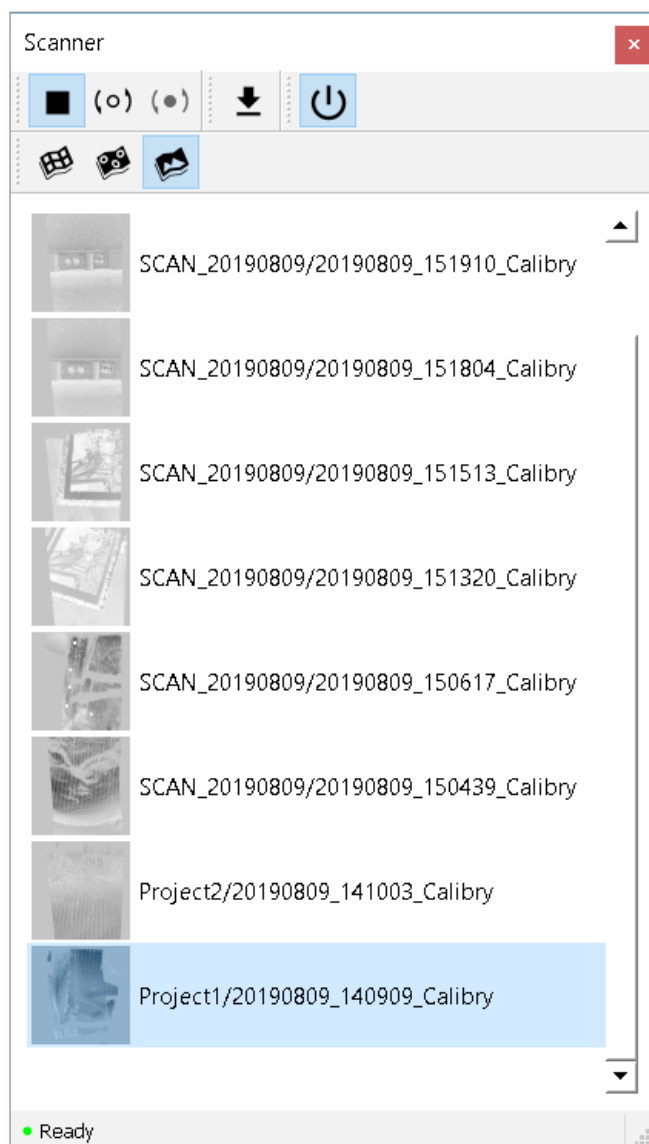 Scanner
SCAN_20190809/20190809_151910_Calibry
SCAN_20190809/20190809_151804_Calibry
SCAN_20190809/20190809_151513_Calibry
SCAN_20190809/20190809_151320_Calibry
SCAN_20190809/20190809_150617_Calibry
SCAN_20190809/20190809_150439_Calibry
Project2/20190809_141003_Calibry
Project1/20190809_140909_Calibry
Ready